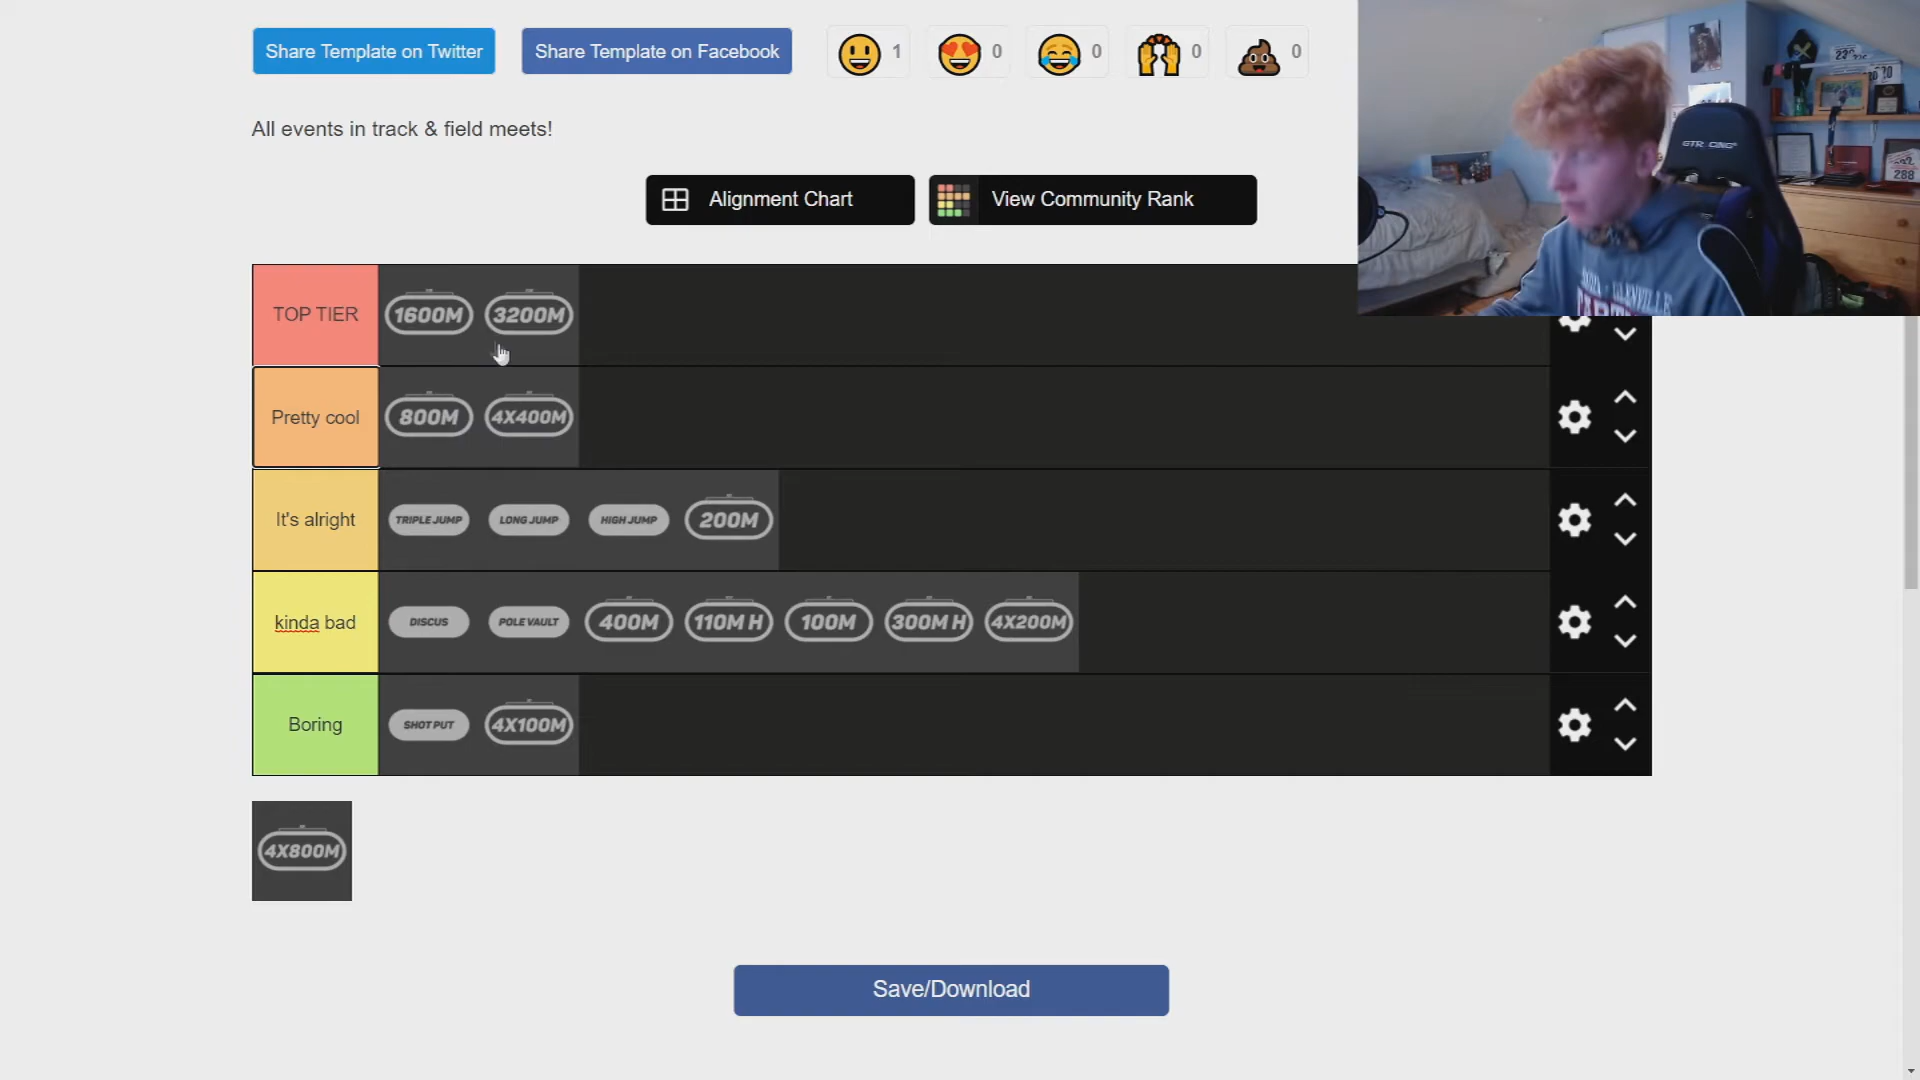 Share Template on Twitter
Share Template on Facebook
1
0
0
0
0
All events in track & field meets!
Alignment Chart
View Community Rank
TOP TIER
1600M
3200M
Pretty cool
800M
4X400M
It's alright
TRIPLE JUMP
LONG JUMP
HIGH JUMP
200M
kinda bad
DISCUS
POLE VAULT
400M
110M H
100M
300M H
4X200M
Boring
SHOT PUT
4X100M
4X800M
Save/Download
GTRACING
288